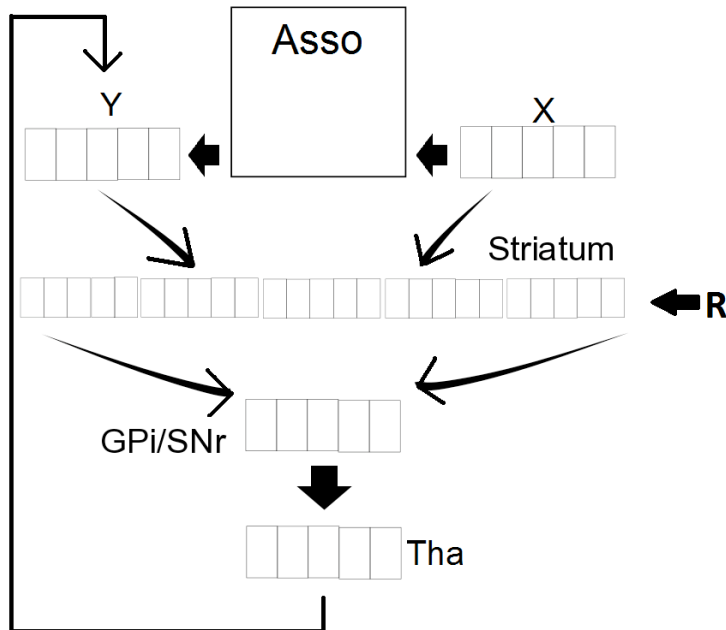 Asso
Y
X
Striatum
R
GPi/SNr
Tha